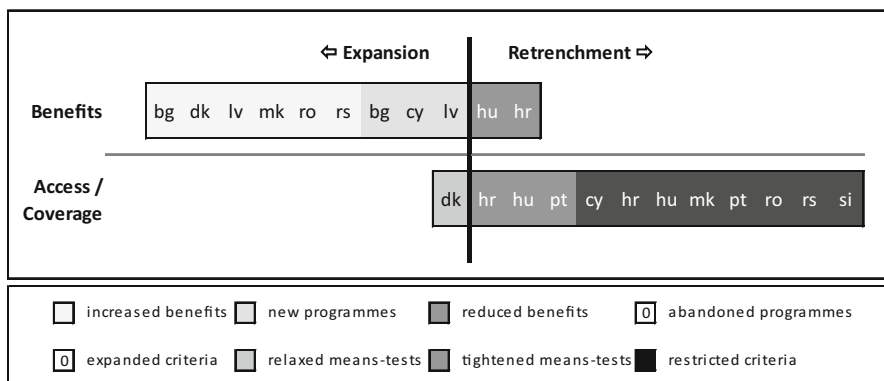 ⇦ Expansion Retrenchment ⇨
Benefits bg dk lv mk ro rs bg cy lv hu hr
Access /
Coverage
dk hr hu pt cy hr hu mk pt ro rs si
increased benefits new programmes reduced benefits 0 abandoned programmes
0 expanded criteria relaxed means-tests tightened means-tests restricted criteria